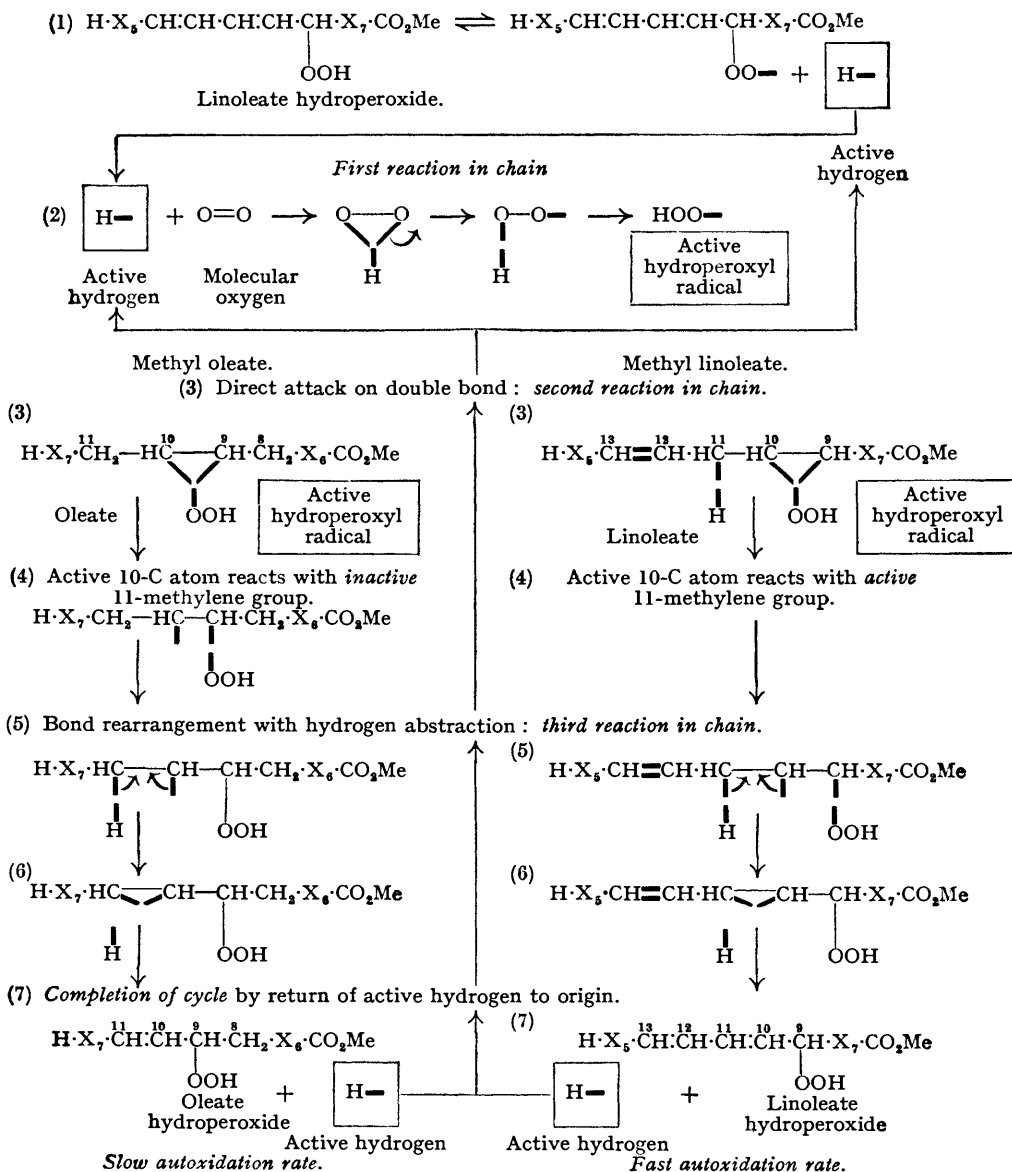 (1) H·X₅·CH:CH·CH:CH·CH·X₇·CO₂Me ⇌ H·X₅·CH:CH·CH:CH·CH·X₇·CO₂Me
OOH
OO— + H—
Linoleate hydroperoxide.
Active
hydrogen
First reaction in chain
(2) H— + O=O → O—O → O—O— → HOO—
H H
Active
hydrogen
Molecular
oxygen
Active
hydroperoxyl
radical
Methyl oleate. Methyl linoleate.
(3) Direct attack on double bond : second reaction in chain.
(3)
11 10 9 8
H·X₇·CH₂—HC—CH·CH₂·X₆·CO₂Me
OOH
Oleate
Active
hydroperoxyl
radical
(3)
13 12 11 10 9
H·X₅·CH=CH·CH—HC—CH·X₇·CO₂Me
H OOH
Linoleate
Active
hydroperoxyl
radical
(4) Active 10-C atom reacts with inactive
11-methylene group.
H·X₇·CH₂—HC—CH·CH₂·X₆·CO₂Me
OOH
(4) Active 10-C atom reacts with active
11-methylene group.
(5) Bond rearrangement with hydrogen abstraction : third reaction in chain.
H·X₇·HC—CH—CH·CH₂·X₆·CO₂Me
H OOH
(5)
H·X₅·CH=CH·HC—CH—CH·X₇·CO₂Me
H OOH
(6)
H·X₇·HC—CH—CH·CH₂·X₆·CO₂Me
H OOH
(6)
H·X₅·CH=CH·HC—CH—CH·X₇·CO₂Me
H OOH
(7) Completion of cycle by return of active hydrogen to origin.
11 10 9 8
H·X₇·CH:CH·CH·CH₂·X₆·CO₂Me
OOH + H—
Oleate
hydroperoxide
Active hydrogen
Slow autoxidation rate.
(7)
13 12 11 10 9
H·X₅·CH:CH·CH:CH·CH·X₇·CO₂Me
H— + OOH
Linoleate
hydroperoxide
Active hydrogen
Fast autoxidation rate.